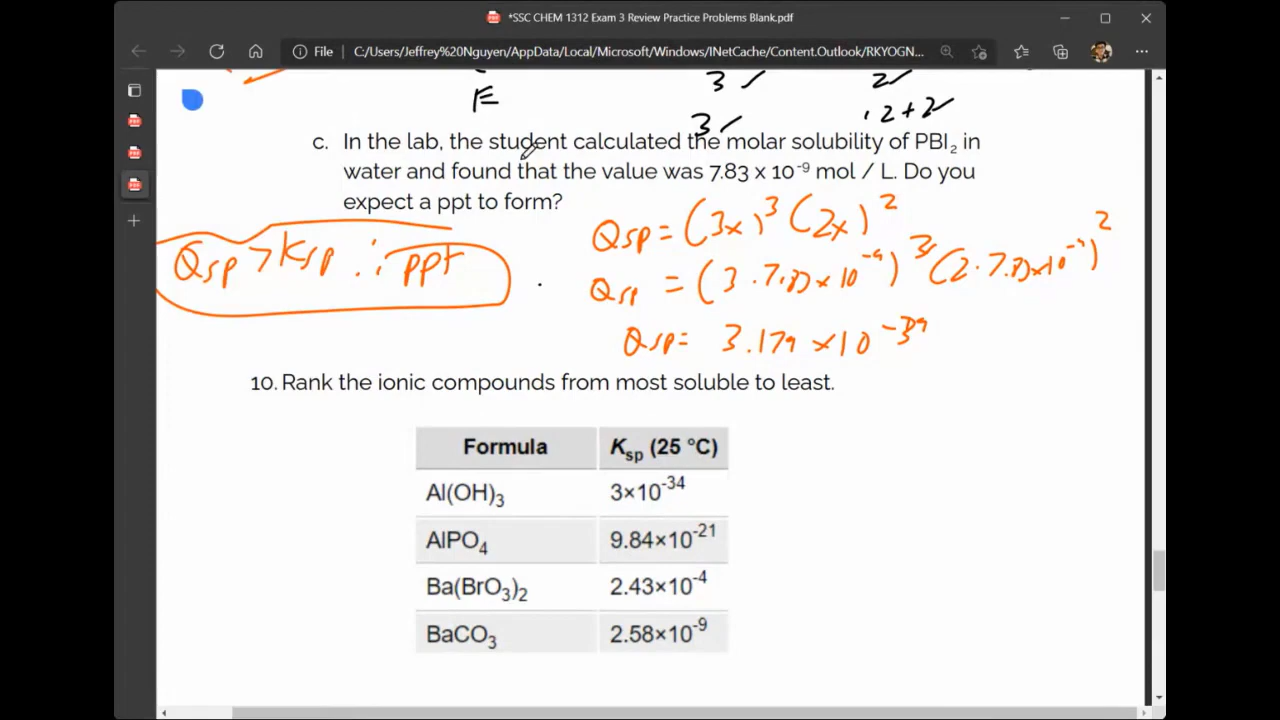 *SSC CHEM 1312 Exam 3 Review Practice Problems Blank.pdf
File C:/Users/Jeffrey%20Nguyen/AppData/Local/Microsoft/Windows/INetCache/Content.Outlook/RKYOGN...
3 ✓ 2 ✓
E
3 ✓ .2+2 ✓
c. In the lab, the student calculated the molar solubility of PBI₂ in
water and found that the value was 7.83 x 10⁻⁹ mol / L. Do you
expect a ppt to form?
Qsp = (3x)³ (2x)²
Qsp > Ksp ∴ ppt
Qsp = (3·7.83×10⁻⁹)³ (2·7.83×10⁻⁹)²
Qsp = 3.179 ×10⁻³⁹
10. Rank the ionic compounds from most soluble to least.
Formula Ksp (25 °C)
Al(OH)₃ 3×10⁻³⁴
AlPO₄ 9.84×10⁻²¹
Ba(BrO₃)₂ 2.43×10⁻⁴
BaCO₃ 2.58×10⁻⁹